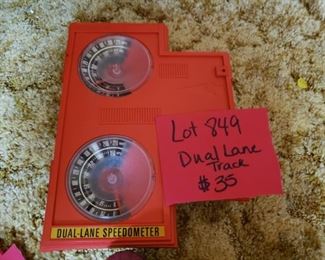 Lot 849
Dual Lane
Track
$35
DUAL-LANE SPEEDOMETER